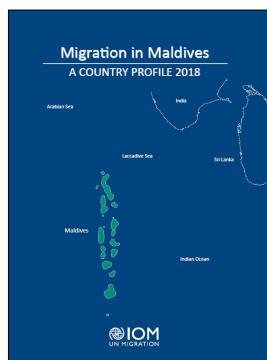 Migration in Maldives
A COUNTRY PROFILE 2018
India
Arabian Sea
Laccadive Sea
Sri Lanka
Maldives
Indian Ocean
IOM
UN MIGRATION